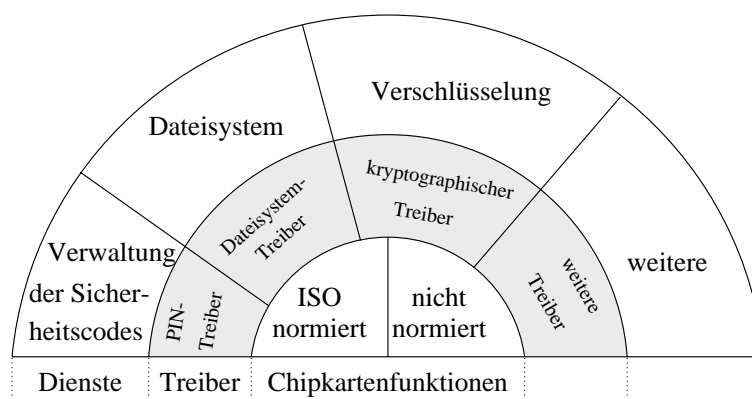 Verschlüsselung
Dateisystem
kryptographischer
Treiber
Dateisystem-
Treiber
Verwaltung
der Sicher-
heitscodes
PIN-
Treiber
ISO
normiert
nicht
normiert
weitere
Treiber
weitere
Dienste
Treiber
Chipkartenfunktionen